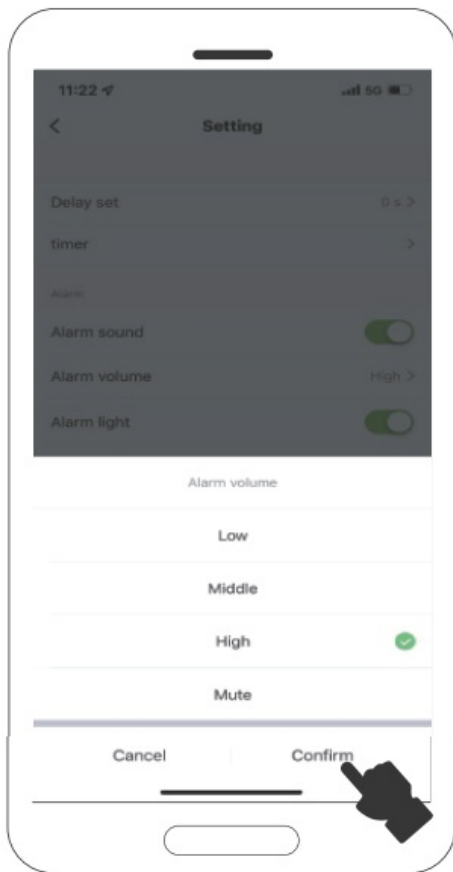 11:22 5G
Setting
Delay set 0 s >
timer >
Alarm
Alarm sound
Alarm volume High >
Alarm light
Alarm volume
Low
Middle
High
Mute
Cancel Confirm